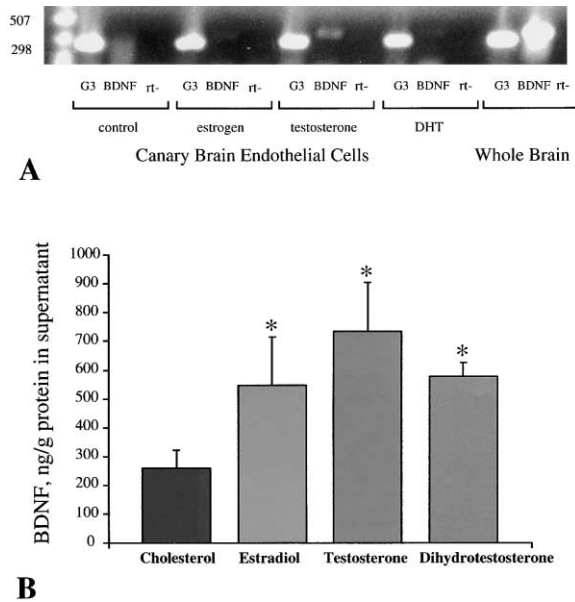 507
298
G3 BDNF rt- G3 BDNF rt- G3 BDNF rt- G3 BDNF rt- G3 BDNF rt-
control estrogen testosterone DHT
Canary Brain Endothelial Cells Whole Brain
A
BDNF, ng/g protein in supernatant
1000
900
800
700
600
500
400
300
200
100
0
*
*
*
Cholesterol Estradiol Testosterone Dihydrotestosterone
B